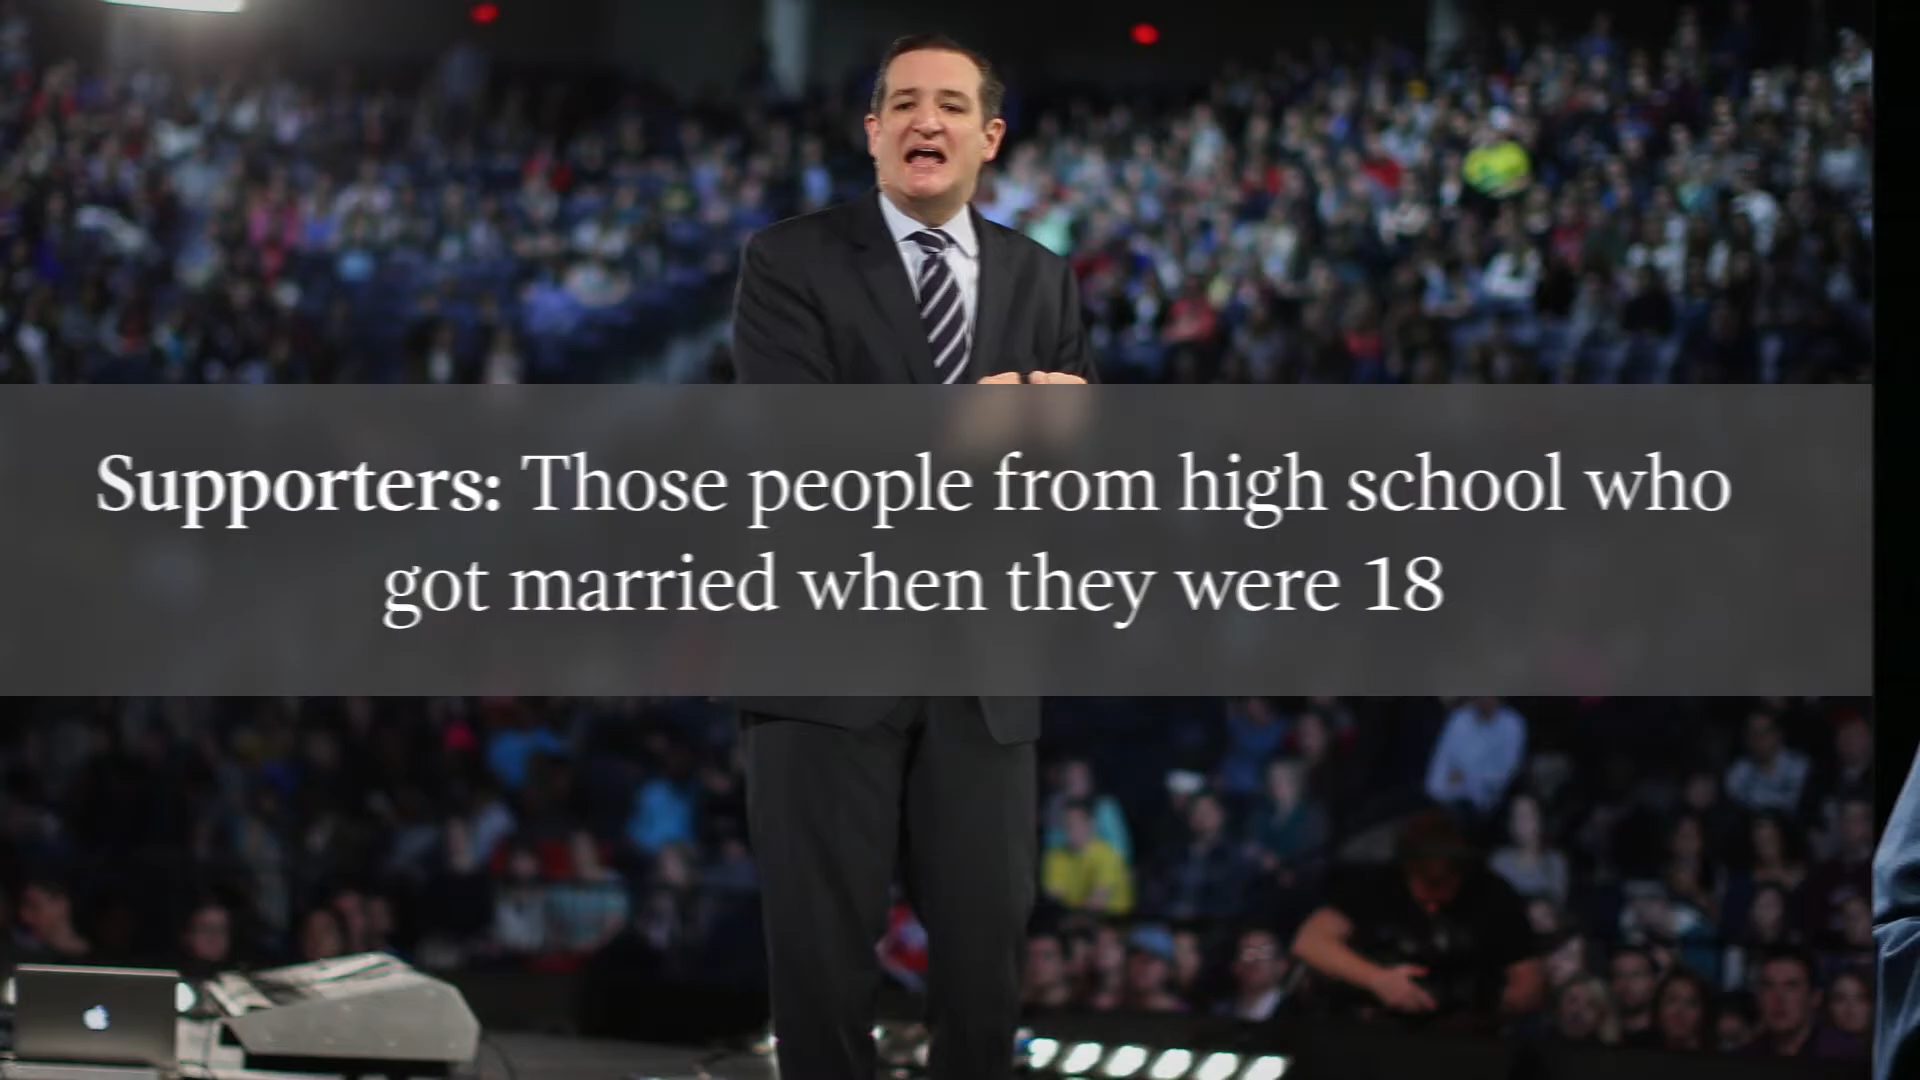 Supporters: Those people from high school who
got married when they were 18